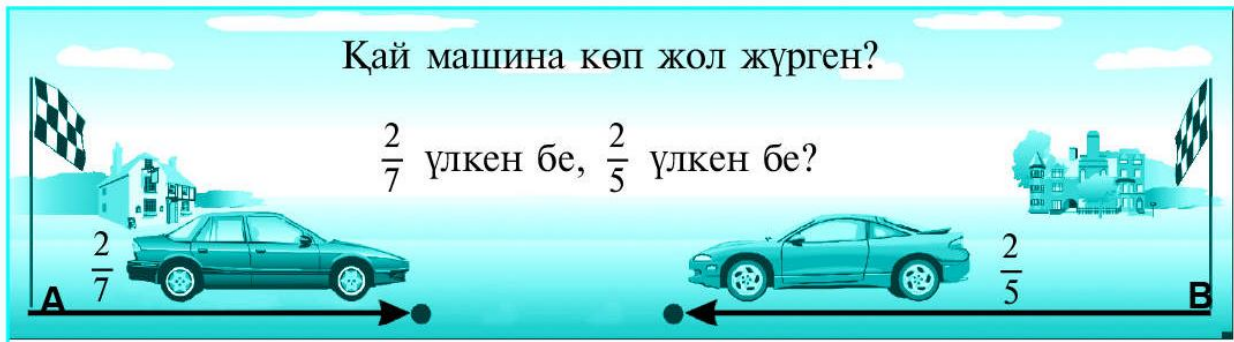 Қай машина көп жол жүрген?
2/7 үлкен бе, 2/5 үлкен бе?
2/7
2/5
A
B